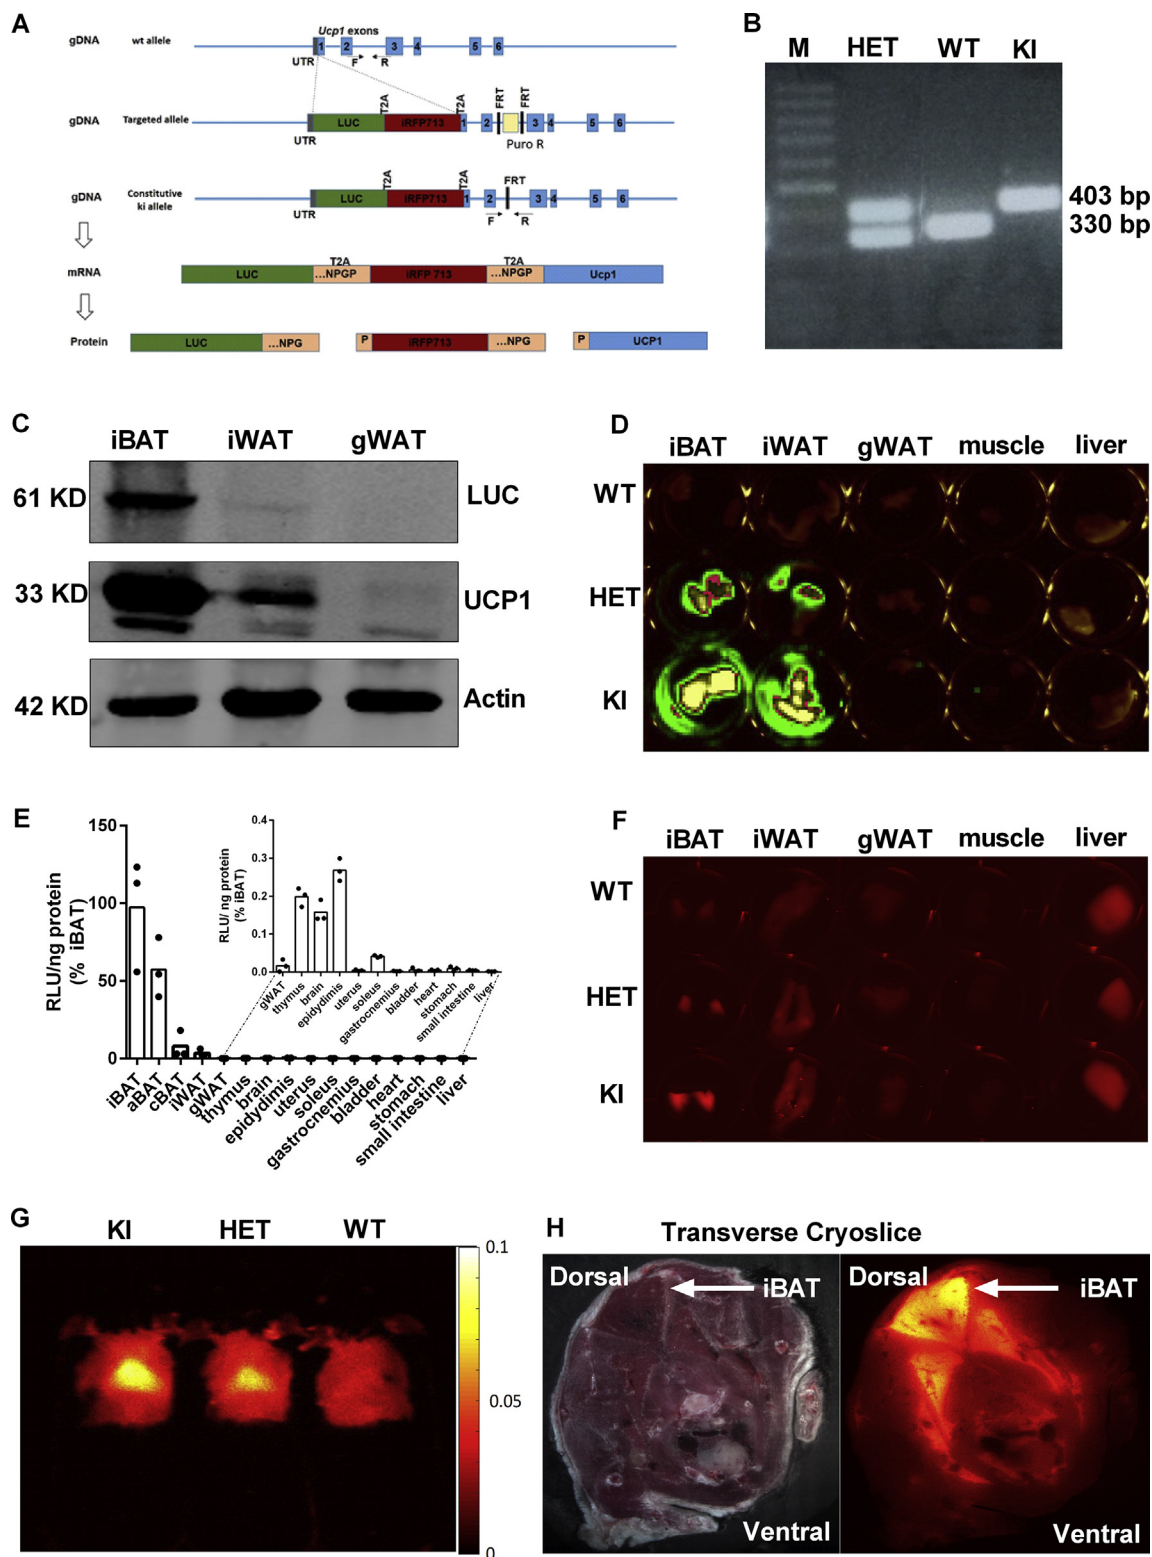 A
gDNA
wt allele
Ucp1 exons
1 2 3 4 5 6
UTR F R
gDNA
Targeted allele
T2A T2A FRT FRT
LUC iRFP713 1 2 3 4 5 6
UTR Puro R
gDNA
Constitutive
ki allele
T2A T2A FRT
LUC iRFP713 1 2 3 4 5 6
UTR F R
mRNA
T2A T2A
LUC ...NPGP iRFP 713 ...NPGP Ucp1
Protein
LUC ...NPG P iRFP713 ...NPG P UCP1
B
M HET WT KI
403 bp
330 bp
C
iBAT iWAT gWAT
61 KD LUC
33 KD UCP1
42 KD Actin
D
iBAT iWAT gWAT muscle liver
WT
HET
KI
E
RLU/ng protein
(% iBAT)
150
100
50
0
iBAT
aBAT
cBAT
iWAT
gWAT
thymus
brain
epidydimis
uterus
soleus
gastrocnemius
bladder
heart
stomach
small intestine
liver
RLU/ ng protein
(% iBAT)
0.4
0.3
0.2
0.1
0.0
gWAT
thymus
brain
epidydimis
uterus
soleus
gastrocnemius
bladder
heart
stomach
small intestine
liver
F
iBAT iWAT gWAT muscle liver
WT
HET
KI
G
KI HET WT
0.1
0.05
0
H
Transverse Cryoslice
Dorsal iBAT
Ventral
Dorsal iBAT
Ventral